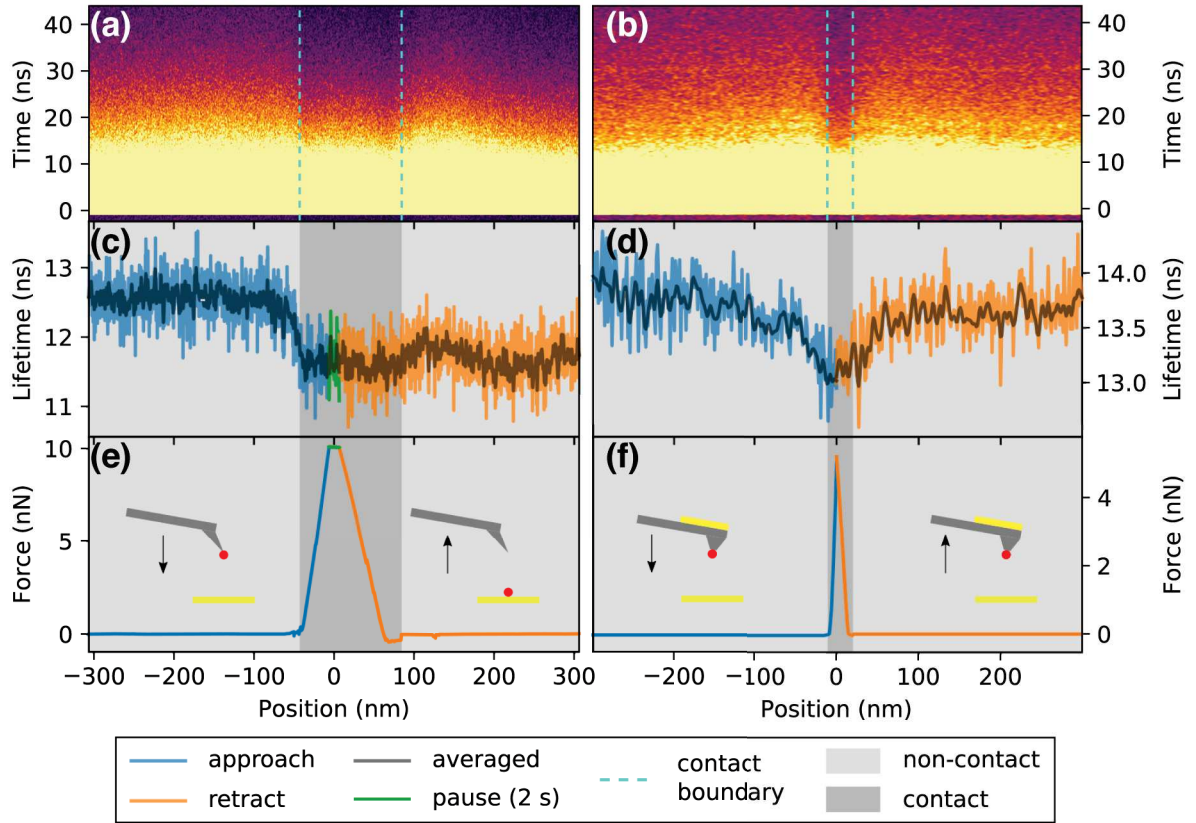 (a)
(b)
40
30
20
10
0
Time (ns)
40
30
20
10
0
Time (ns)
(c)
(d)
13
12
11
Lifetime (ns)
14.0
13.5
13.0
Lifetime (ns)
(e)
(f)
10
5
0
Force (nN)
4
2
0
Force (nN)
−300 −200 −100 0 100 200 300
Position (nm)
−200 −100 0 100 200
Position (nm)
approach
averaged
contact
boundary
non-contact
retract
pause (2 s)
contact